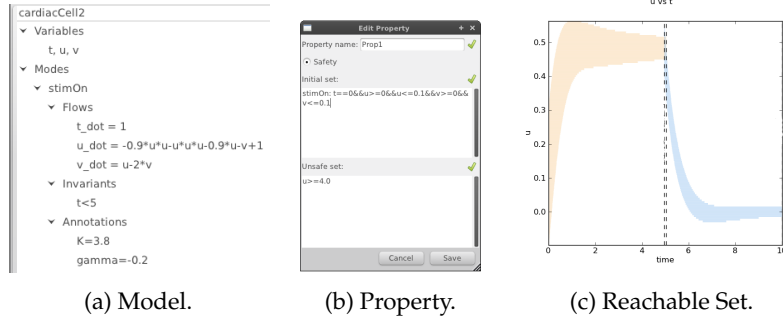 cardiacCell2
Variables
t, u, v
Modes
stimOn
Flows
t_dot = 1
u_dot = -0.9*u*u-u*u*u-0.9*u-v+1
v_dot = u-2*v
Invariants
t<5
Annotations
K=3.8
gamma=-0.2
(a) Model.
Edit Property
Property name: Prop1
Safety
Initial set:
stimOn: t==0&&u>=0&&u<=0.1&&v>=0&&
v<=0.1
Unsafe set:
u>=4.0
Cancel Save
(b) Property.
u vs t
0.5
0.4
0.3
0.2
0.1
0.0
u
0 2 4 6 8 10
time
(c) Reachable Set.